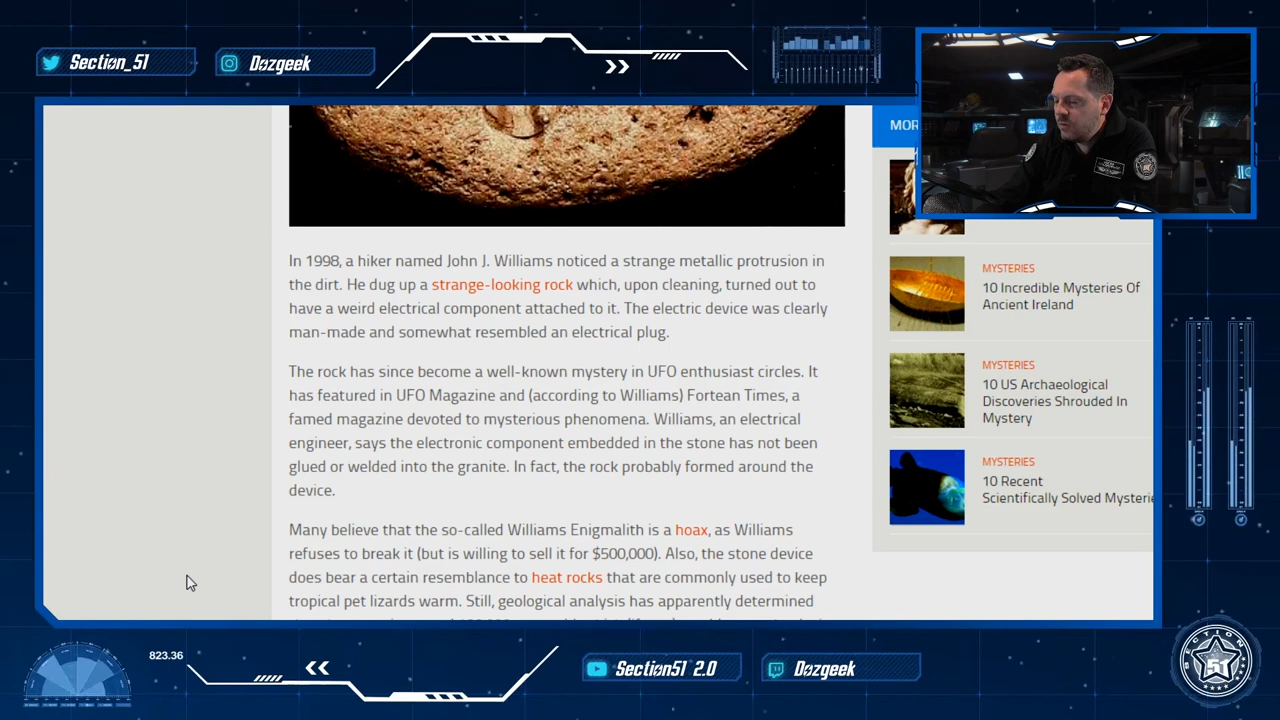 Section_51
Dazgeek
MOR
In 1998, a hiker named John J. Williams noticed a strange metallic protrusion in
the dirt. He dug up a strange-looking rock which, upon cleaning, turned out to
have a weird electrical component attached to it. The electric device was clearly
man-made and somewhat resembled an electrical plug.
The rock has since become a well-known mystery in UFO enthusiast circles. It
has featured in UFO Magazine and (according to Williams) Fortean Times, a
famed magazine devoted to mysterious phenomena. Williams, an electrical
engineer, says the electronic component embedded in the stone has not been
glued or welded into the granite. In fact, the rock probably formed around the
device.
Many believe that the so-called Williams Enigmalith is a hoax, as Williams
refuses to break it (but is willing to sell it for $500,000). Also, the stone device
does bear a certain resemblance to heat rocks that are commonly used to keep
tropical pet lizards warm. Still, geological analysis has apparently determined
MYSTERIES
10 Incredible Mysteries Of
Ancient Ireland
MYSTERIES
10 US Archaeological
Discoveries Shrouded In
Mystery
MYSTERIES
10 Recent
Scientifically Solved Mysterie
823.36
Section51 2.0
Dazgeek
SECTION
51